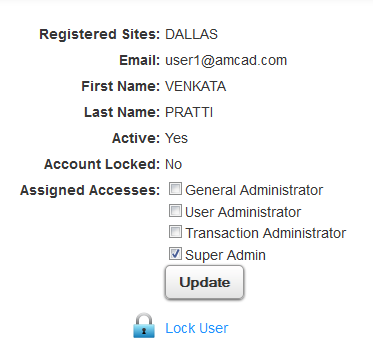 Registered Sites: DALLAS
Email: user1@amcad.com
First Name: VENKATA
Last Name: PRATTI
Active: Yes
Account Locked: No
Assigned Accesses: General Administrator
User Administrator
Transaction Administrator
Super Admin
Update
Lock User